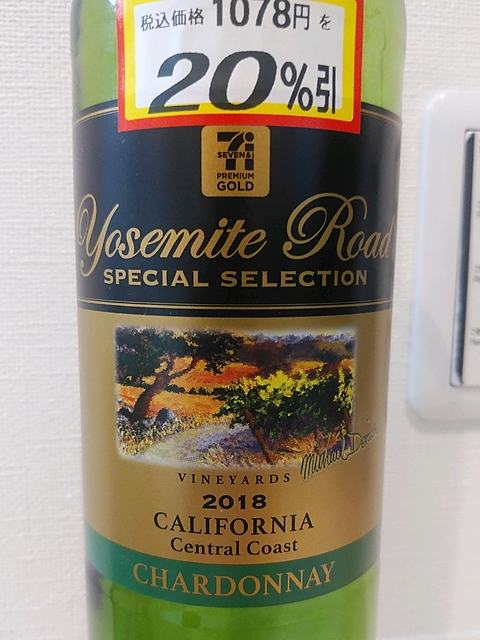 税込価格 1078円 を
20%引
7i
SEVEN&i
PREMIUM
GOLD
Yosemite Road
SPECIAL SELECTION
VINEYARDS
2018
CALIFORNIA
Central Coast
CHARDONNAY